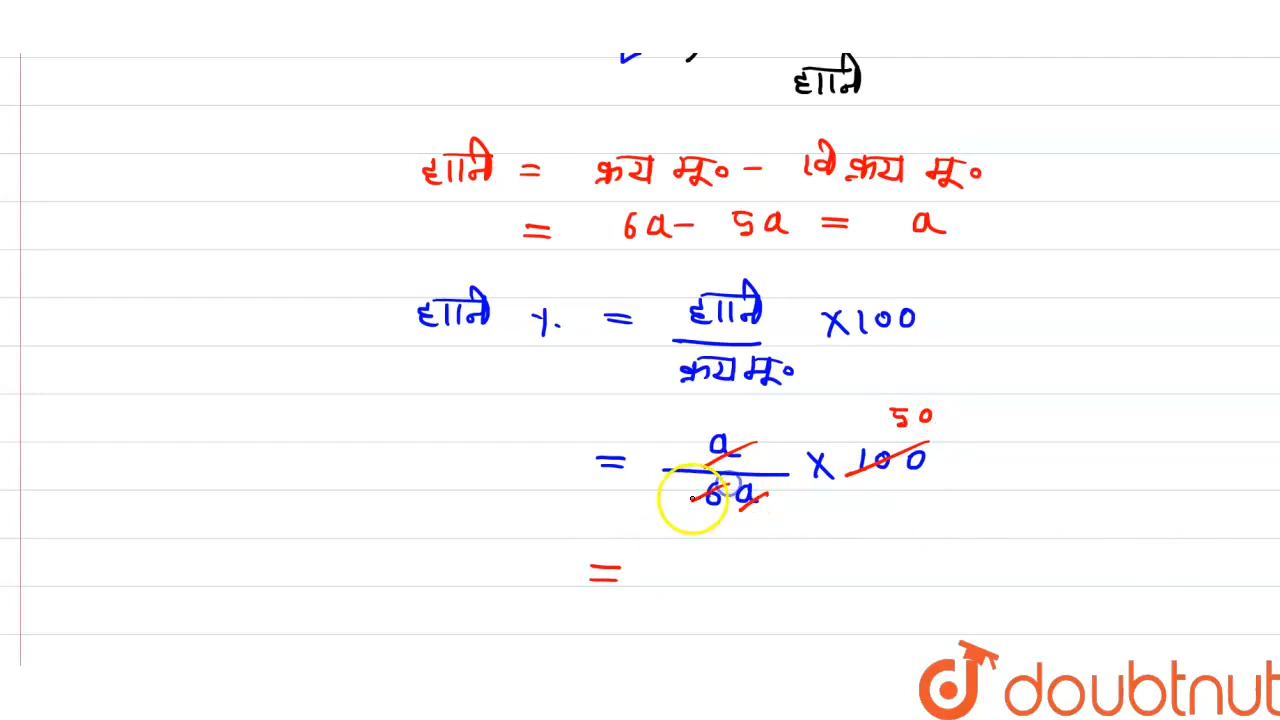 हानि
हानि = क्रय मू० - विक्रय मू०
= 6a - 5a = a
हानि % = हानि / क्रय मू० × 100
50
= a / 6a × 100
=
doubtnut